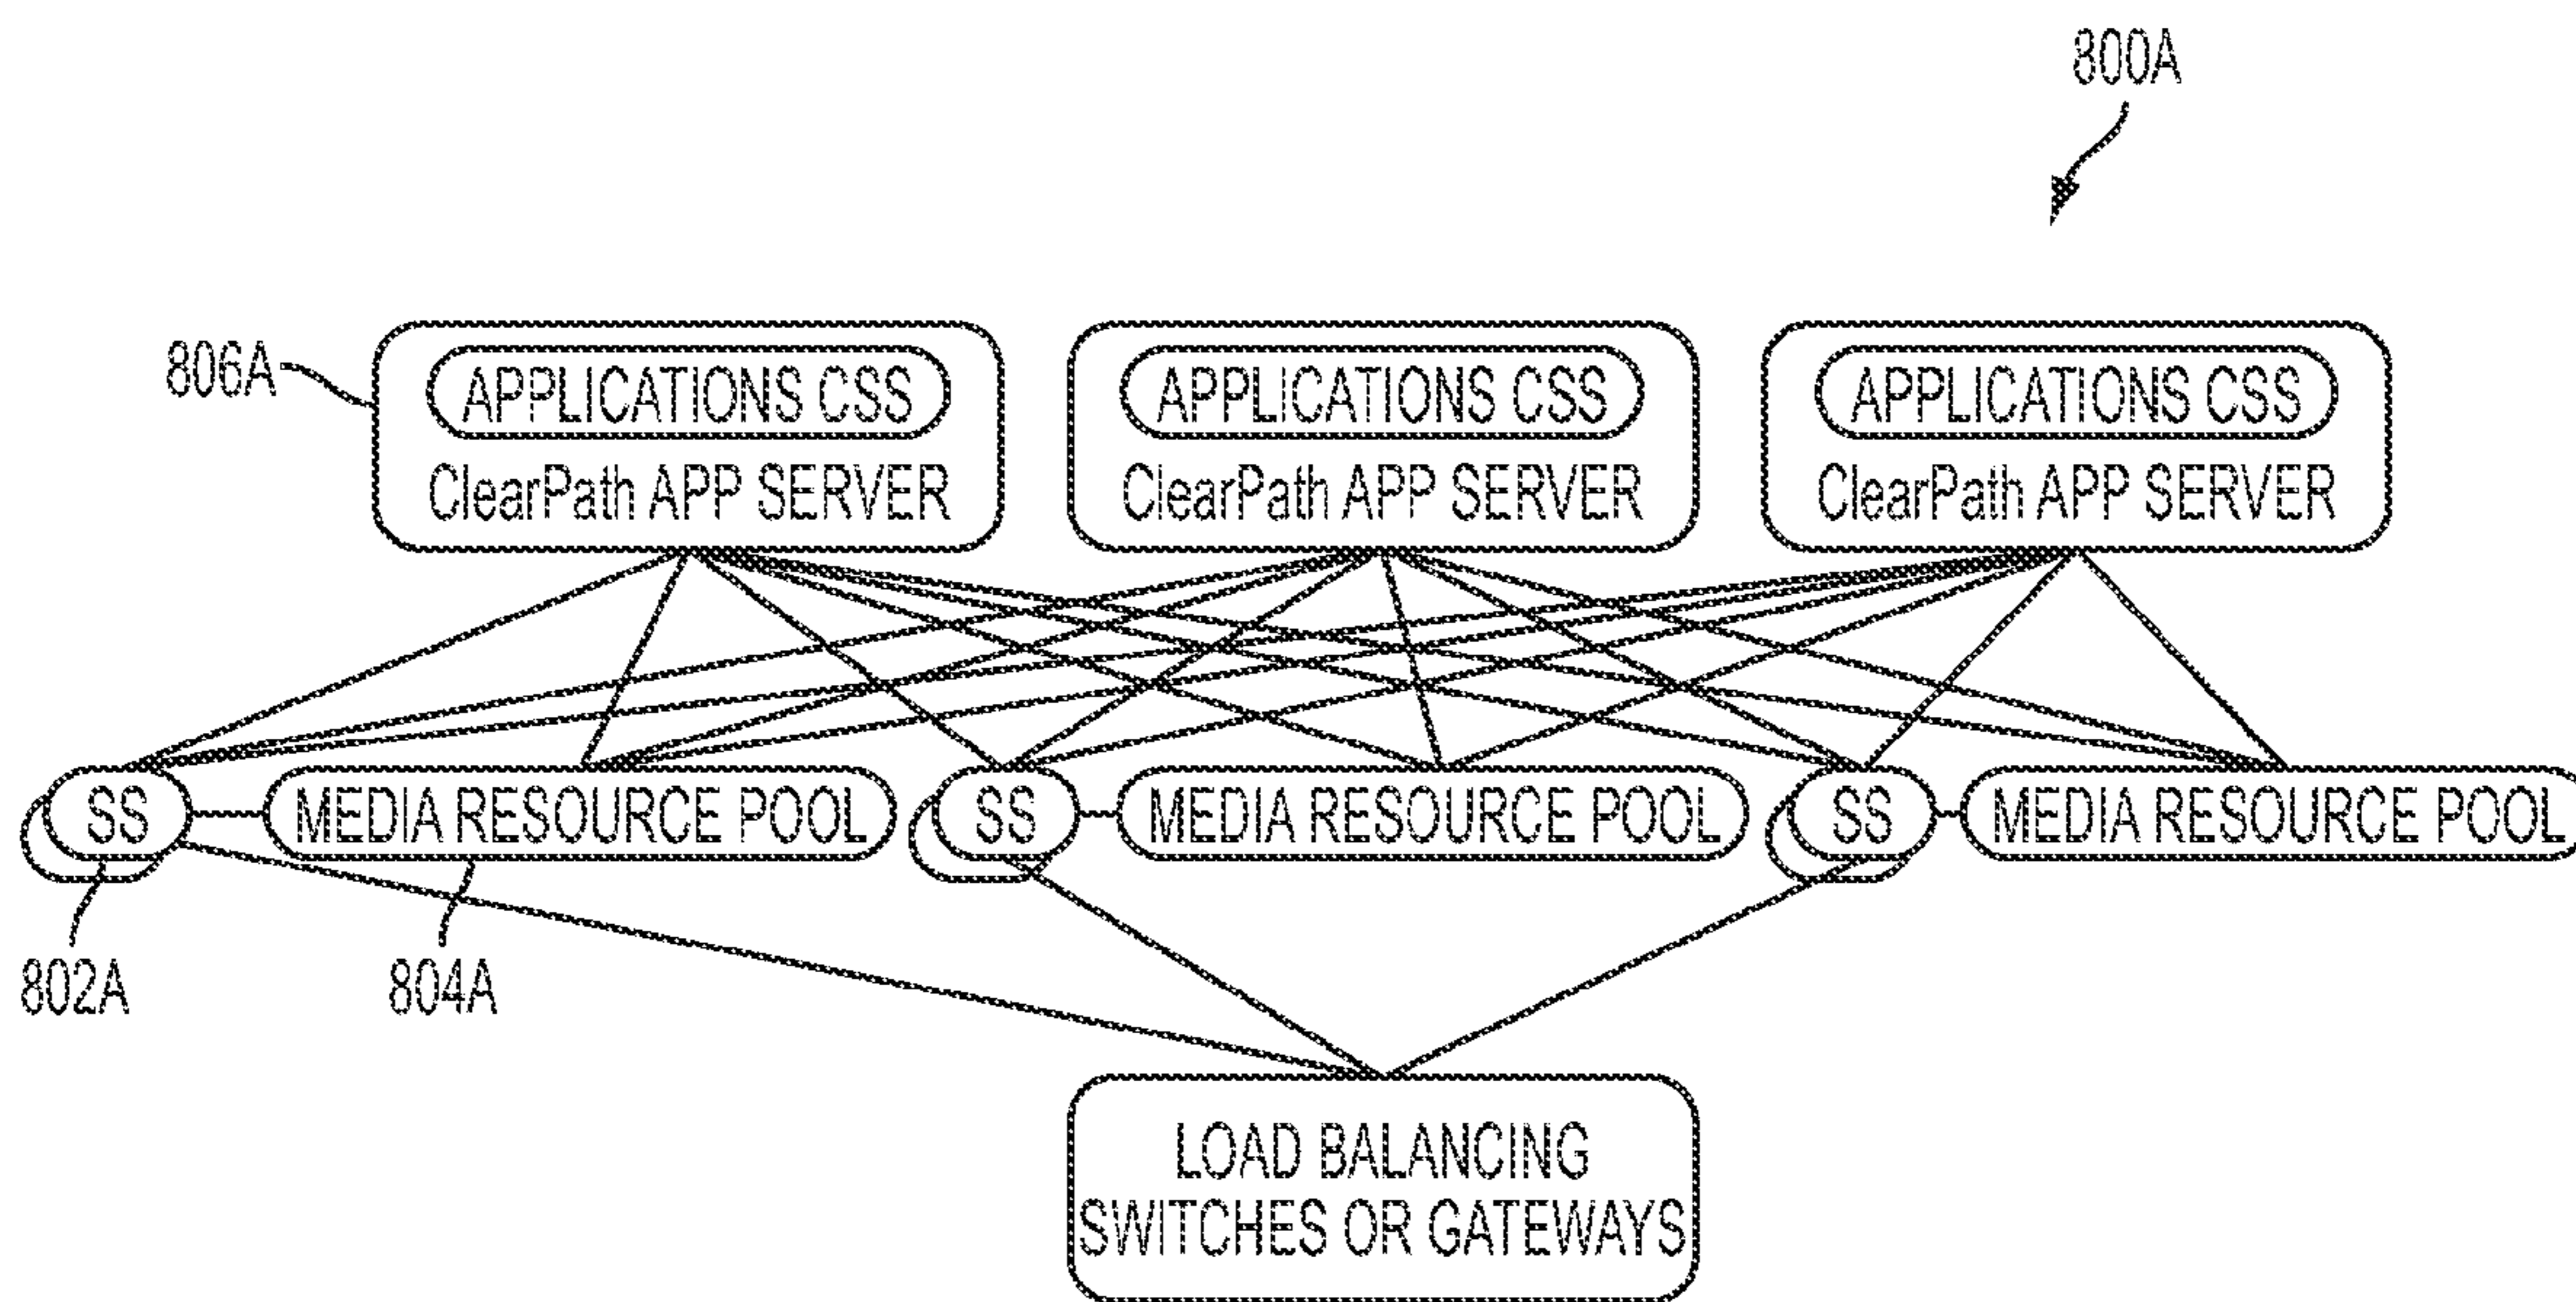 800A
806A
APPLICATIONS CSS
ClearPath APP SERVER
APPLICATIONS CSS
ClearPath APP SERVER
APPLICATIONS CSS
ClearPath APP SERVER
SS
MEDIA RESOURCE POOL
SS
MEDIA RESOURCE POOL
SS
MEDIA RESOURCE POOL
802A
804A
LOAD BALANCING
SWITCHES OR GATEWAYS